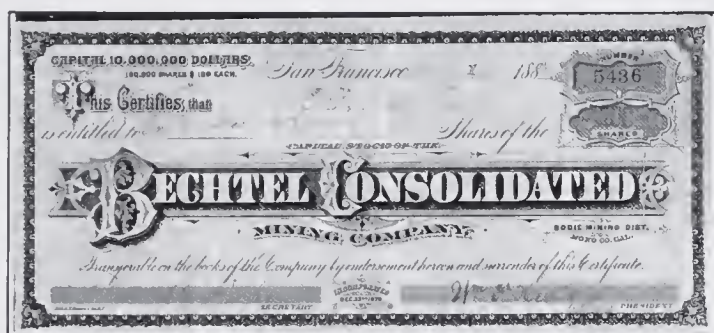 CAPITAL 10,000,000 DOLLARS.
100,000 SHARES $ 100 EACH.
San Francisco 188
NUMBER
5436
This Certifies, that
is entitled to Shares of the
SHARES
CAPITAL STOCK OF THE
BECHTEL CONSOLIDATED
MINING COMPANY
BODIE MINING DIST.
MONO CO. CAL.
Transferable on the books of the Company by endorsement hereon and surrender of this Certificate.
INCORPORATED
SECRETARY
PRESIDENT